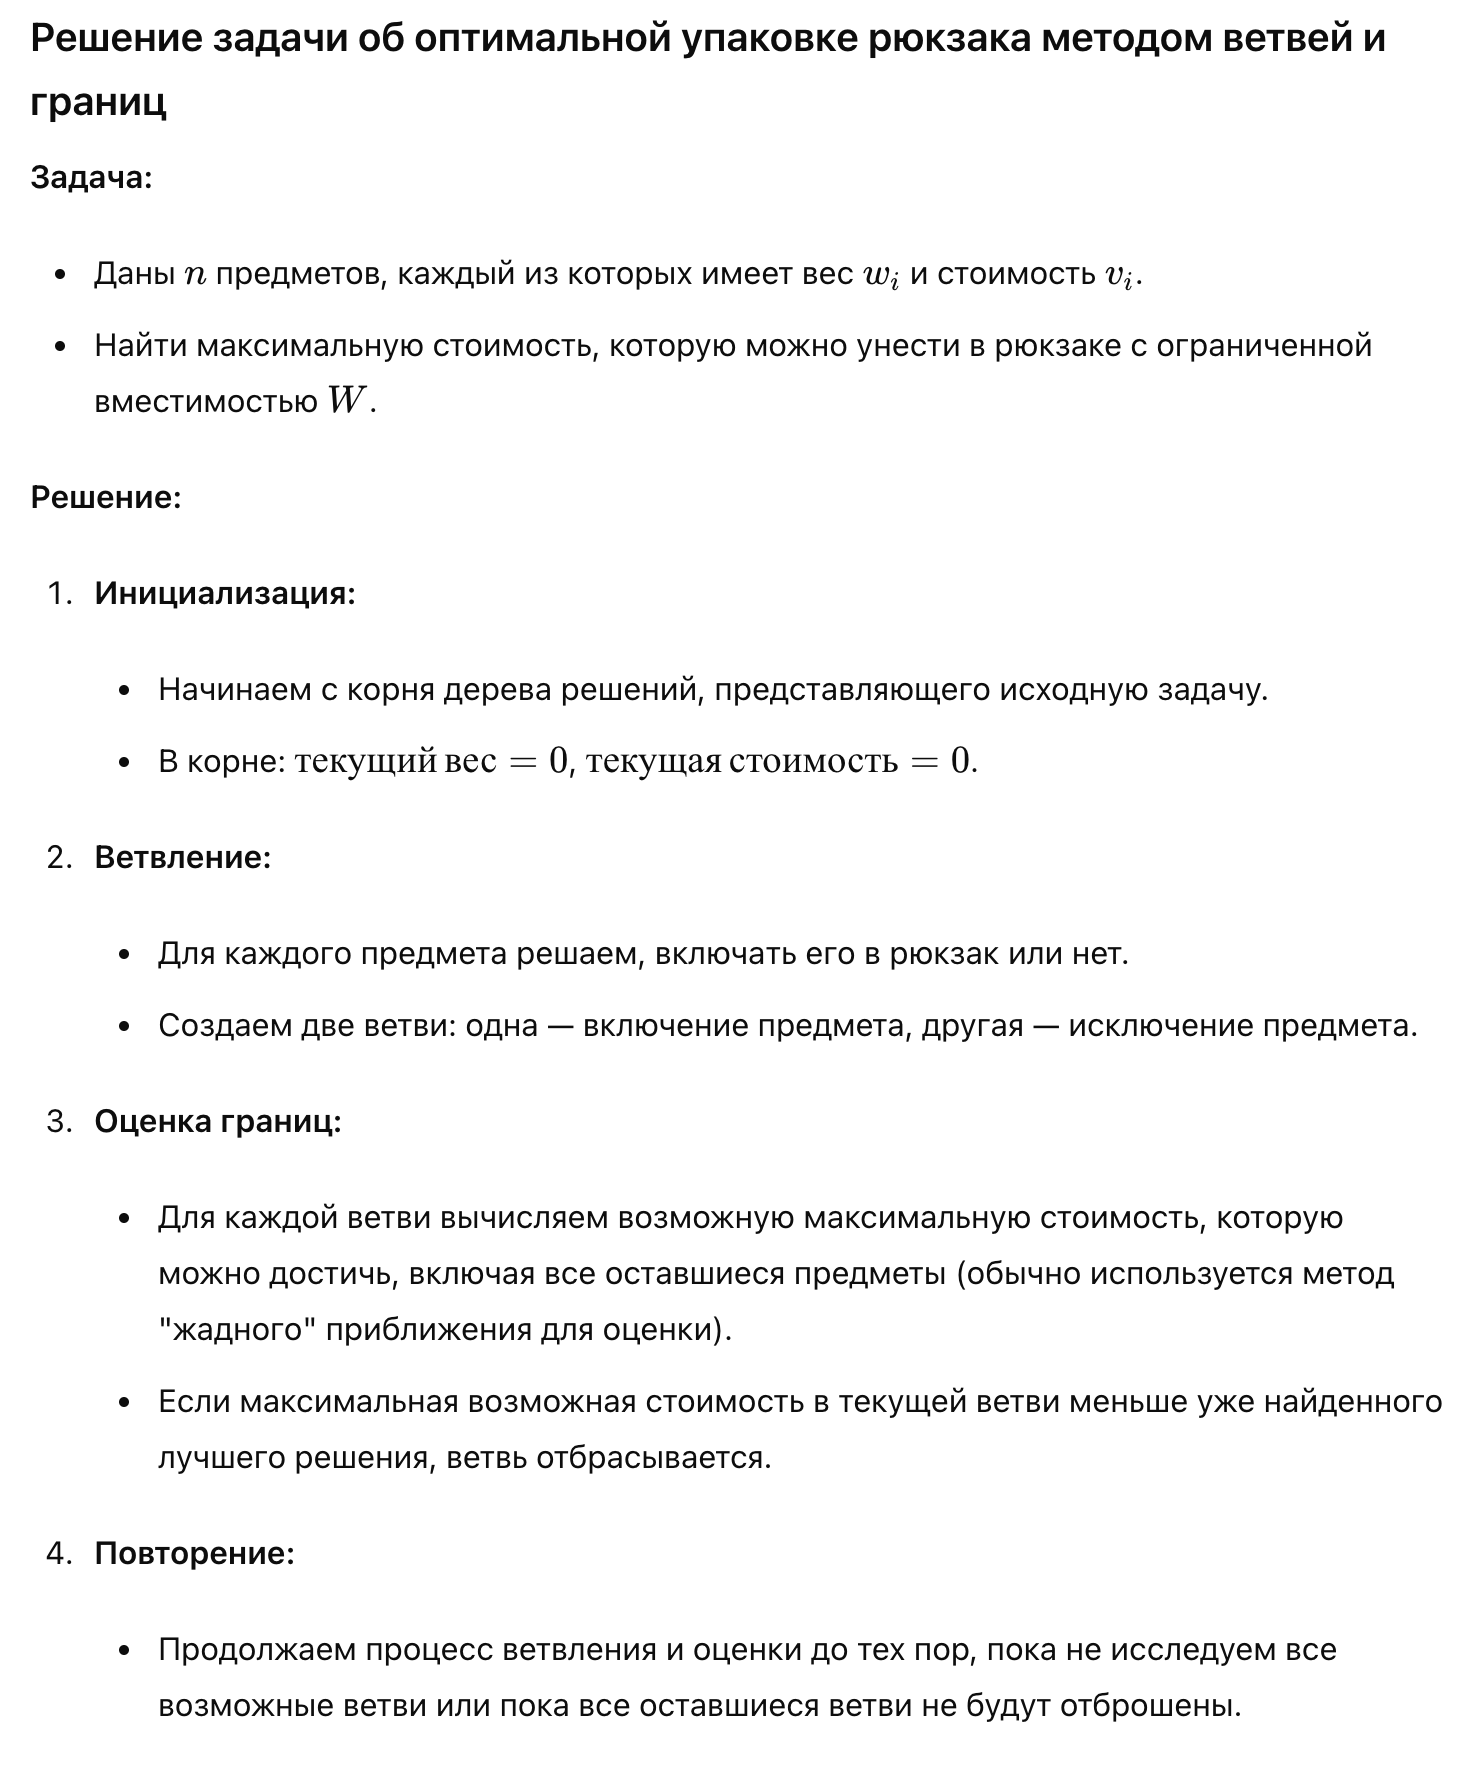 Решение задачи об оптимальной упаковке рюкзака методом ветвей и
границ
Задача:
• Даны n предметов, каждый из которых имеет вес wᵢ и стоимость vᵢ.
• Найти максимальную стоимость, которую можно унести в рюкзаке с ограниченной
вместимостью W.
Решение:
1. Инициализация:
• Начинаем с корня дерева решений, представляющего исходную задачу.
• В корне: текущий вес = 0, текущая стоимость = 0.
2. Ветвление:
• Для каждого предмета решаем, включать его в рюкзак или нет.
• Создаем две ветви: одна — включение предмета, другая — исключение предмета.
3. Оценка границ:
• Для каждой ветви вычисляем возможную максимальную стоимость, которую
можно достичь, включая все оставшиеся предметы (обычно используется метод
"жадного" приближения для оценки).
• Если максимальная возможная стоимость в текущей ветви меньше уже найденного
лучшего решения, ветвь отбрасывается.
4. Повторение:
• Продолжаем процесс ветвления и оценки до тех пор, пока не исследуем все
возможные ветви или пока все оставшиеся ветви не будут отброшены.